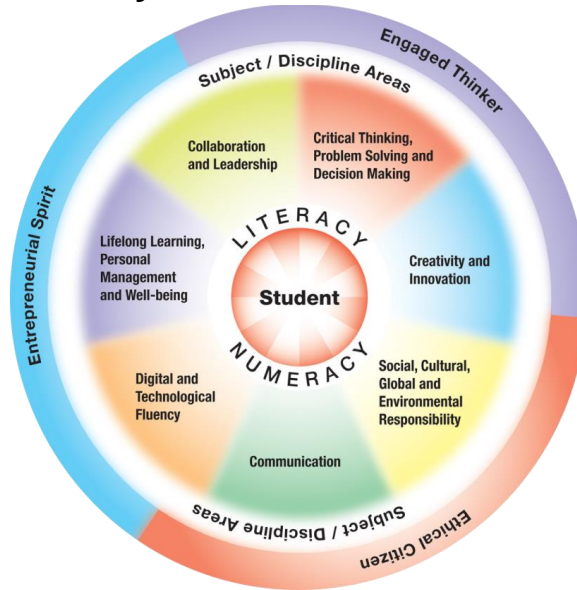 Engaged Thinker
Subject / Discipline Areas
Collaboration
and Leadership
Critical Thinking,
Problem Solving and
Decision Making
Entrepreneurial Spirit
Lifelong Learning,
Personal
Management
and Well-being
LITERACY
Student
NUMERACY
Creativity and
Innovation
Digital and
Technological
Fluency
Social, Cultural,
Global and
Environmental
Responsibility
Communication
Subject / Discipline Areas
Ethical Citizen